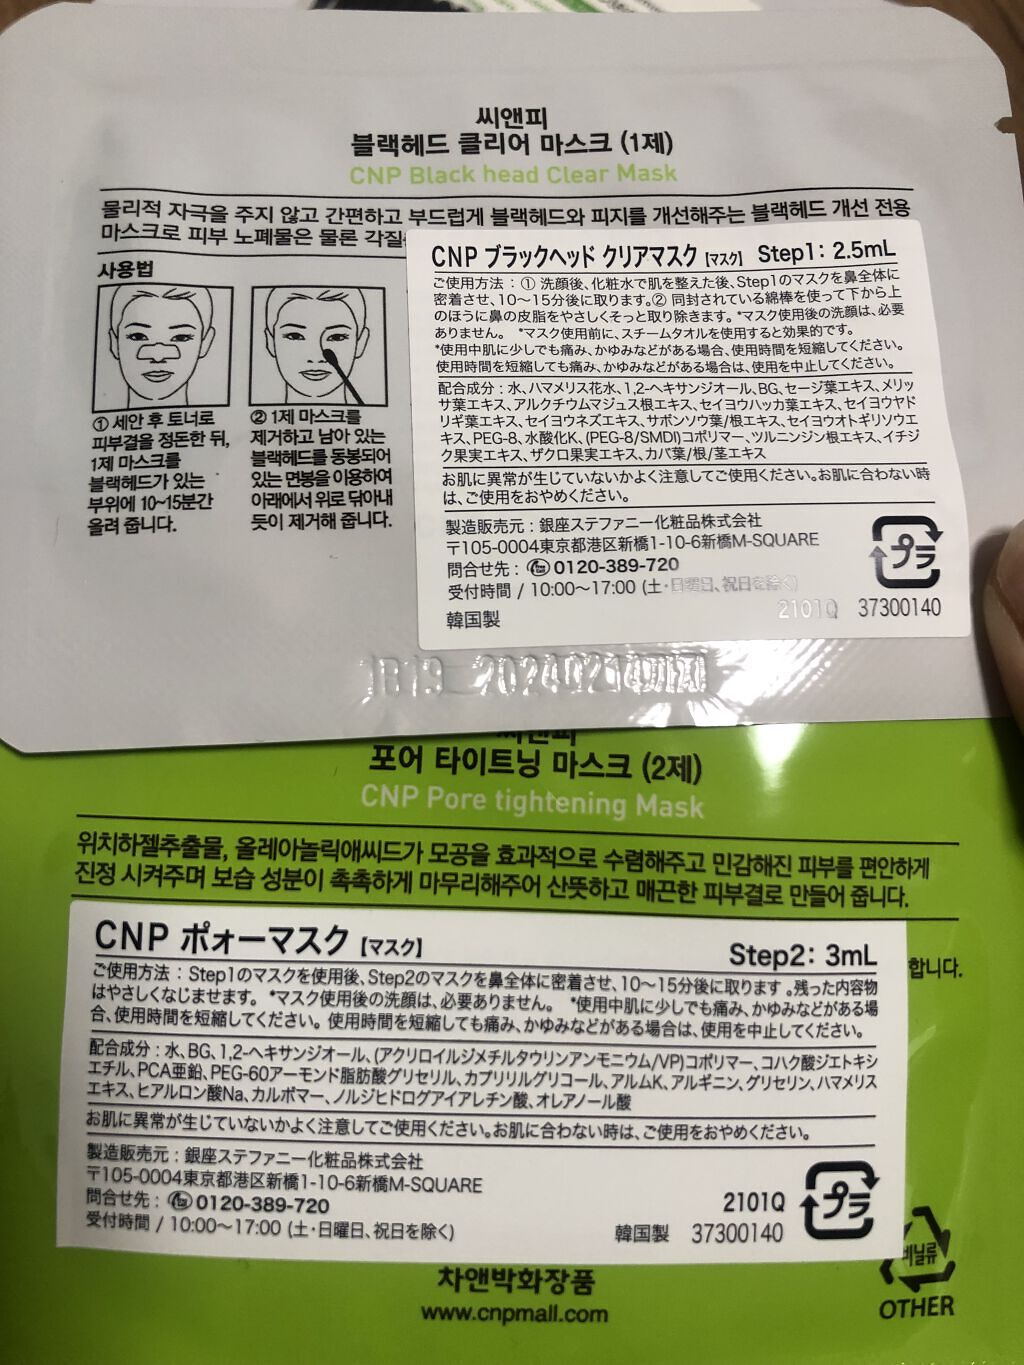 씨앤피
블랙헤드 클리어 마스크 (1제)
CNP Black head Clear Mask
물리적 자극을 주지 않고 간편하고 부드럽게 블랙헤드와 피지를 개선해주는 블랙헤드 개선 전용
마스크로 피부 노폐물은 물론 각질
사용법
① 세안 후 토너로
피부결을 정돈한 뒤,
1제 마스크를
블랙헤드가 있는
부위에 10~15분간
올려 줍니다.
② 1제 마스크를
제거하고 남아 있는
블랙헤드를 동봉되어
있는 면봉을 이용하여
아래에서 위로 닦아내
듯이 제거해 줍니다.
CNP ブラックヘッド クリアマスク【マスク】 Step1: 2.5mL
ご使用方法：① 洗顔後、化粧水で肌を整えた後、Step1のマスクを鼻全体に
密着させ、10～15分後に取ります。② 同封されている綿棒を使って下から上
のほうに鼻の皮脂をやさしくそっと取り除きます。*マスク使用後の洗顔は、必要
ありません。 *マスク使用前に、スチームタオルを使用すると効果的です。
*使用中肌に少しでも痛み、かゆみなどがある場合、使用時間を短縮してください。
使用時間を短縮しても痛み、かゆみなどがある場合は、使用を中止してください。
配合成分：水、ハマメリス花水、1,2-ヘキサンジオール、BG、セージ葉エキス、メリッ
サ葉エキス、アルクチウムマジュス根エキス、セイヨウハッカ葉エキス、セイヨウヤド
リギ葉エキス、セイヨウネズエキス、サボンソウ葉/根エキス、セイヨウオトギリソウエ
キス、PEG-8、水酸化K、(PEG-8/SMDI)コポリマー、ツルニンジン根エキス、イチジ
ク果実エキス、ザクロ果実エキス、カバ葉/根/茎エキス
お肌に異常が生じていないかよく注意してご使用ください。お肌に合わない時
は、ご使用をおやめください。
製造販売元：銀座ステファニー化粧品株式会社
〒105-0004東京都港区新橋1-10-6新橋M-SQUARE
問合せ先：0120-389-720
受付時間 / 10:00～17:00 (土・日曜日、祝日を除く)
韓国製
2101Q 37300140
プラ
B19 20240214까지
씨앤피
포어 타이트닝 마스크 (2제)
CNP Pore tightening Mask
위치하젤추출물, 올레아놀릭애씨드가 모공을 효과적으로 수렴해주고 민감해진 피부를 편안하게
진정 시켜주며 보습 성분이 촉촉하게 마무리해주어 산뜻하고 매끈한 피부결로 만들어 줍니다.
합니다.
CNP ポォーマスク【マスク】 Step2: 3mL
ご使用方法：Step1のマスクを使用後、Step2のマスクを鼻全体に密着させ、10～15分後に取ります。残った内容物
はやさしくなじませます。 *マスク使用後の洗顔は、必要ありません。 *使用中肌に少しでも痛み、かゆみなどがある場
合、使用時間を短縮してください。使用時間を短縮しても痛み、かゆみなどがある場合は、使用を中止してください。
配合成分：水、BG、1,2-ヘキサンジオール、(アクリロイルジメチルタウリンアンモニウム/VP)コポリマー、コハク酸ジエトキシ
エチル、PCA亜鉛、PEG-60アーモンド脂肪酸グリセリル、カプリリルグリコール、アルムK、アルギニン、グリセリン、ハマメリス
エキス、ヒアルロン酸Na、カルボマー、ノルジヒドログアイアレチン酸、オレアノール酸
お肌に異常が生じていないかよく注意してご使用ください。お肌に合わない時は、ご使用をおやめください。
製造販売元：銀座ステファニー化粧品株式会社
〒105-0004東京都港区新橋1-10-6新橋M-SQUARE
問合せ先：0120-389-720
受付時間 / 10:00～17:00 (土・日曜日、祝日を除く)
2101Q
韓国製 37300140
プラ
비닐류
OTHER
차앤박화장품
www.cnpmall.com